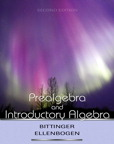 Prealgebra
and
Introductory Algebra
BITTINGER
ELLENBOGEN